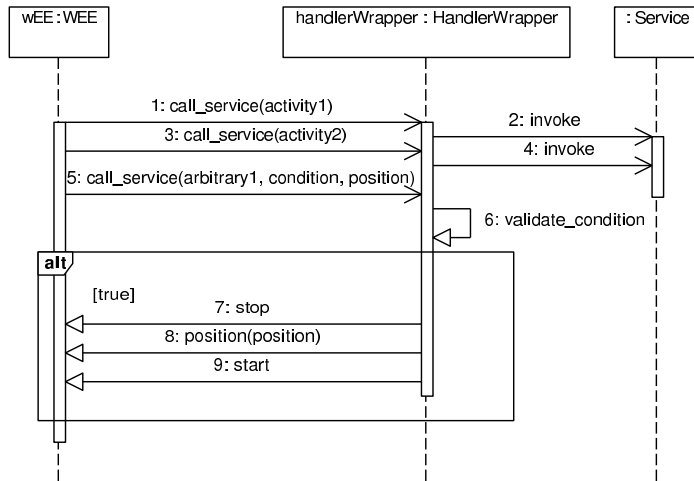 wEE:WEE
handlerWrapper : HandlerWrapper
: Service
1: call_service(activity1)
2: invoke
3: call_service(activity2)
4: invoke
5: call_service(arbitrary1, condition, position)
6: validate_condition
alt
[true]
7: stop
8: position(position)
9: start